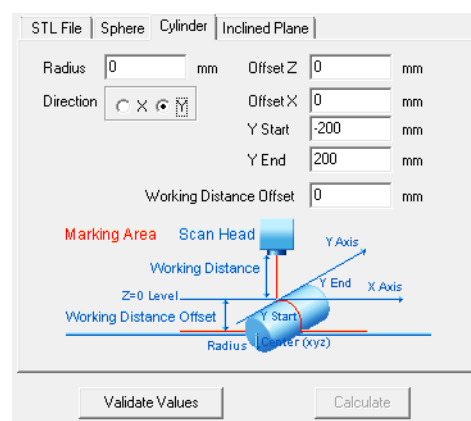 STL File Sphere Cylinder Inclined Plane
Radius 0 mm Offset Z 0 mm
Direction X Y Offset X 0 mm
Y Start -200 mm
Y End 200 mm
Working Distance Offset 0 mm
Marking Area Scan Head Y Axis
Working Distance Y End X Axis
Z=0 Level
Working Distance Offset Y Start
Radius Center (xyz)
Validate Values Calculate